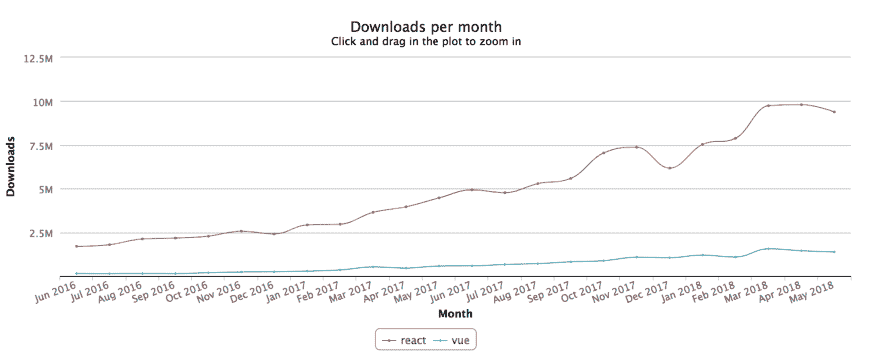 Downloads per month
Click and drag in the plot to zoom in
12.5M
10M
7.5M
5M
2.5M
Downloads
Jun 2016
Jul 2016
Aug 2016
Sep 2016
Oct 2016
Nov 2016
Dec 2016
Jan 2017
Feb 2017
Mar 2017
Apr 2017
May 2017
Jun 2017
Jul 2017
Aug 2017
Sep 2017
Oct 2017
Nov 2017
Dec 2017
Jan 2018
Feb 2018
Mar 2018
Apr 2018
May 2018
Month
react vue